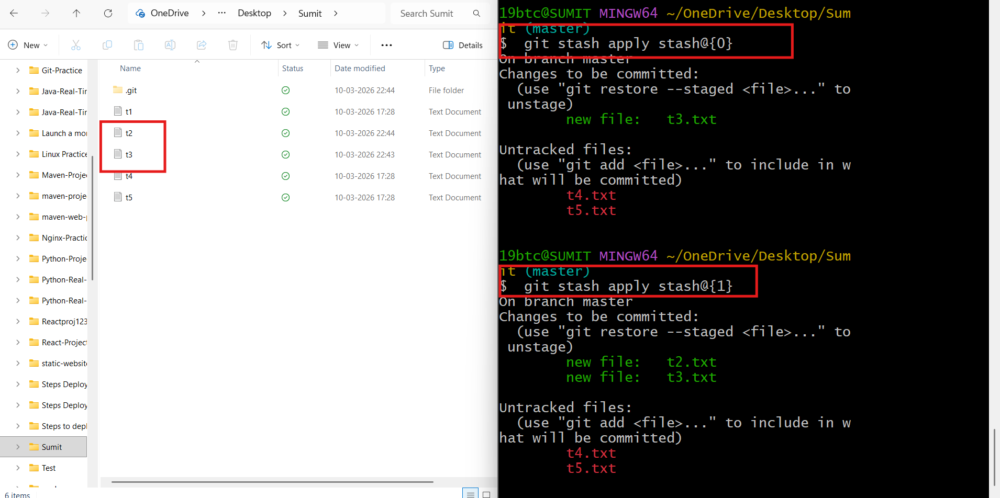 OneDrive
Desktop
Sumit
Search Sumit
New
Sort
View
Details
Git-Practice
Java-Real-Tir
Java-Real-Tir
Launch a mo
Linux Practice
Maven-Projec
maven-proje
maven-web-p
Nginx-Practic
Python-Proje
Python-Real-
Python-Real-
Reactproj123
React-Project
static-website
Steps Deploy
Steps Deploy
Steps to depl
Sumit
Test
6 items
Name Status Date modified Type
.git 10-03-2026 22:44 File folder
t1 10-03-2026 17:28 Text Document
t2 10-03-2026 22:44 Text Document
t3 10-03-2026 22:43 Text Document
t4 10-03-2026 17:28 Text Document
t5 10-03-2026 17:28 Text Document
19btc@SUMIT MINGW64 ~/OneDrive/Desktop/Sum
it (master)
$ git stash apply stash@{0}
On branch master
Changes to be committed:
(use "git restore --staged <file>..." to
unstage)
new file: t3.txt
Untracked files:
(use "git add <file>..." to include in w
hat will be committed)
t4.txt
t5.txt
19btc@SUMIT MINGW64 ~/OneDrive/Desktop/Sum
it (master)
$ git stash apply stash@{1}
On branch master
Changes to be committed:
(use "git restore --staged <file>..." to
unstage)
new file: t2.txt
new file: t3.txt
Untracked files:
(use "git add <file>..." to include in w
hat will be committed)
t4.txt
t5.txt